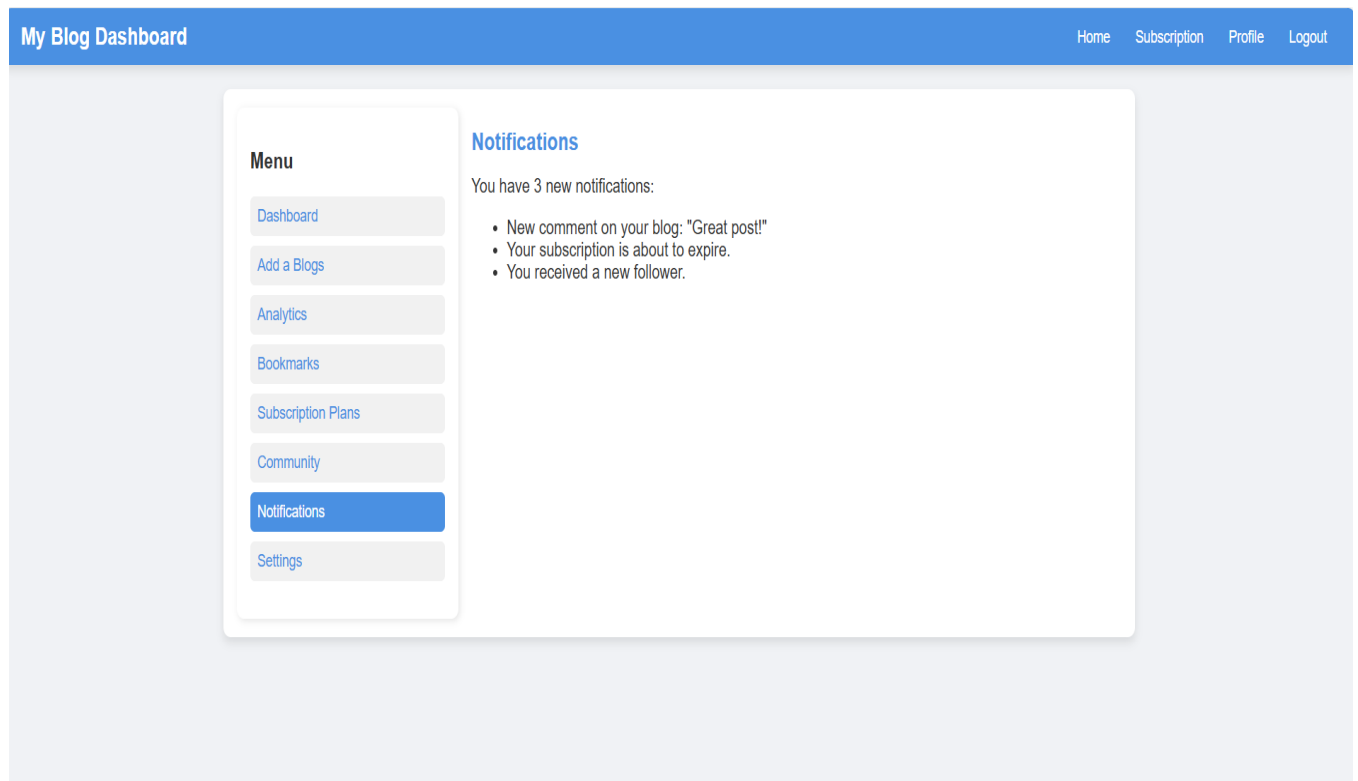 My Blog Dashboard
Home Subscription Profile Logout
Menu
Dashboard
Add a Blogs
Analytics
Bookmarks
Subscription Plans
Community
Notifications
Settings
Notifications
You have 3 new notifications:
New comment on your blog: "Great post!"
Your subscription is about to expire.
You received a new follower.